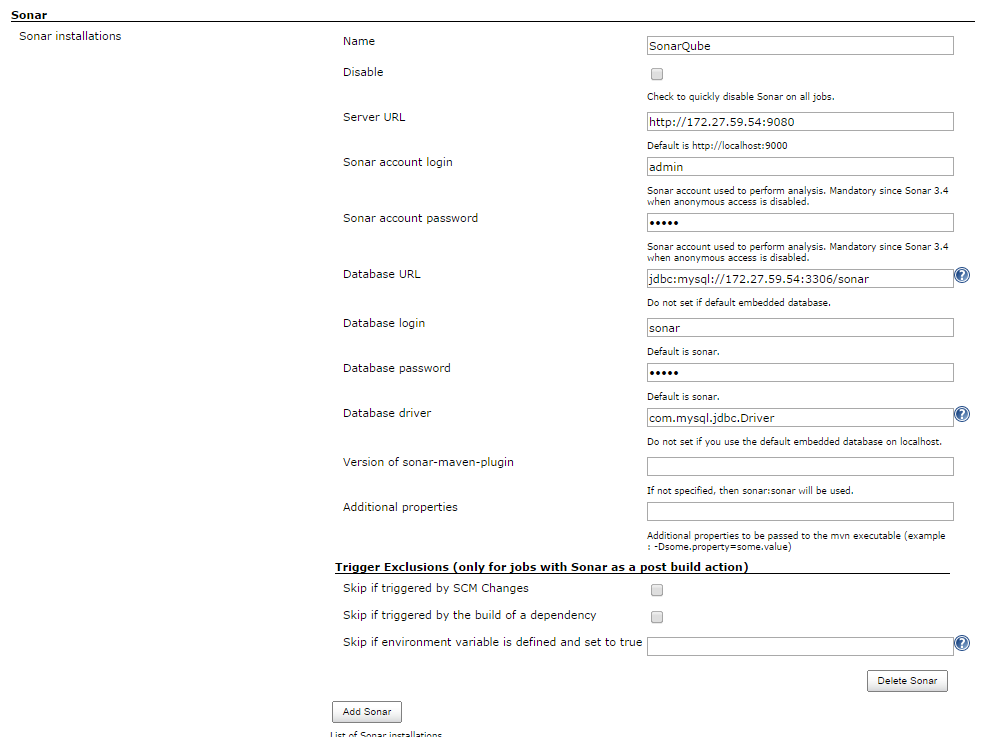 Sonar
Sonar installations
Name
SonarQube
Disable
Check to quickly disable Sonar on all jobs.
Server URL
http://172.27.59.54:9080
Default is http://localhost:9000
Sonar account login
admin
Sonar account used to perform analysis. Mandatory since Sonar 3.4
when anonymous access is disabled.
Sonar account password
•••••
Sonar account used to perform analysis. Mandatory since Sonar 3.4
when anonymous access is disabled.
Database URL
jdbc:mysql://172.27.59.54:3306/sonar
?
Do not set if default embedded database.
Database login
sonar
Default is sonar.
Database password
•••••
Default is sonar.
Database driver
com.mysql.jdbc.Driver
?
Do not set if you use the default embedded database on localhost.
Version of sonar-maven-plugin
If not specified, then sonar:sonar will be used.
Additional properties
Additional properties to be passed to the mvn executable (example
: -Dsome.property=some.value)
Trigger Exclusions (only for jobs with Sonar as a post build action)
Skip if triggered by SCM Changes
Skip if triggered by the build of a dependency
Skip if environment variable is defined and set to true
?
Delete Sonar
Add Sonar
List of Sonar installations